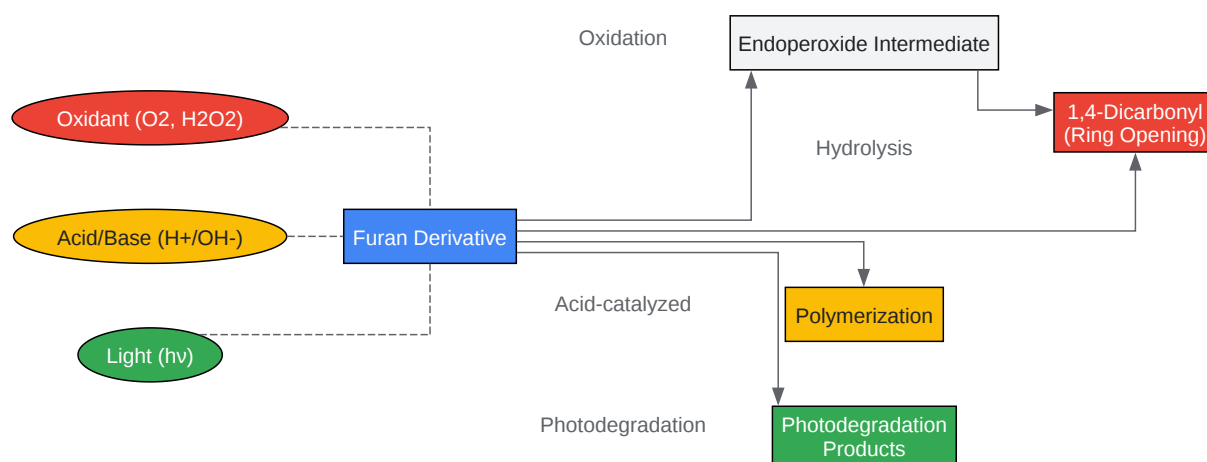 Oxidation
Endoperoxide Intermediate
Oxidant (O2, H2O2)
1,4-Dicarbonyl
(Ring Opening)
Hydrolysis
Acid/Base (H+/OH-)
Furan Derivative
Acid-catalyzed
Polymerization
Light (hν)
Photodegradation
Photodegradation
Products